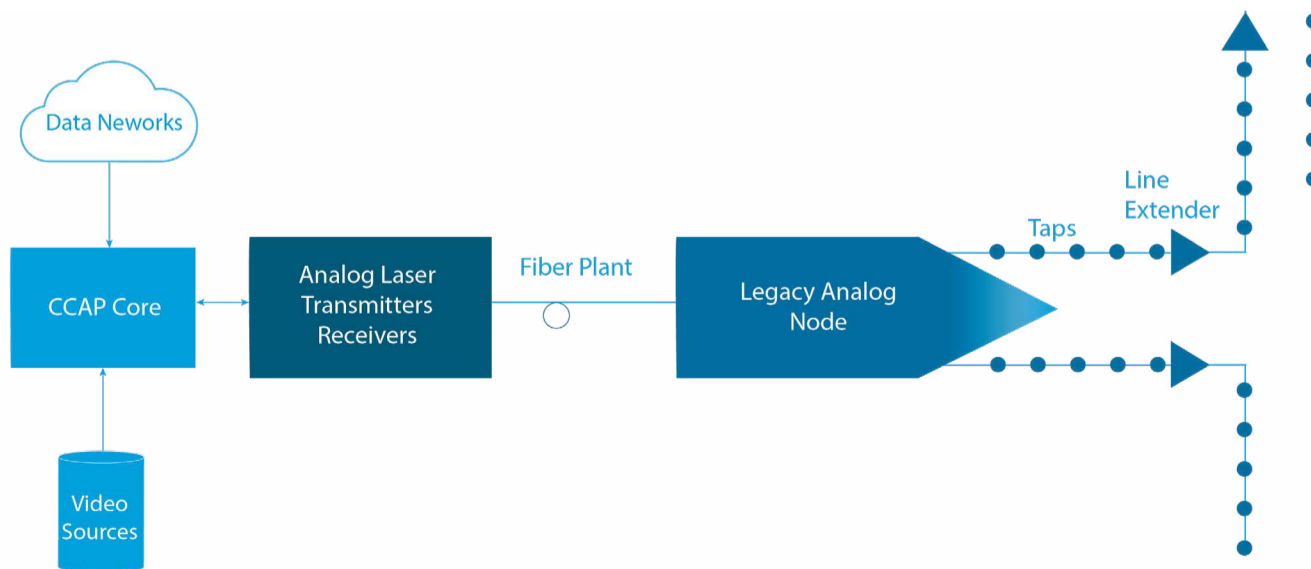 Data Neworks
CCAP Core
Video
Sources
Analog Laser
Transmitters
Receivers
Fiber Plant
Legacy Analog
Node
Taps
Line
Extender